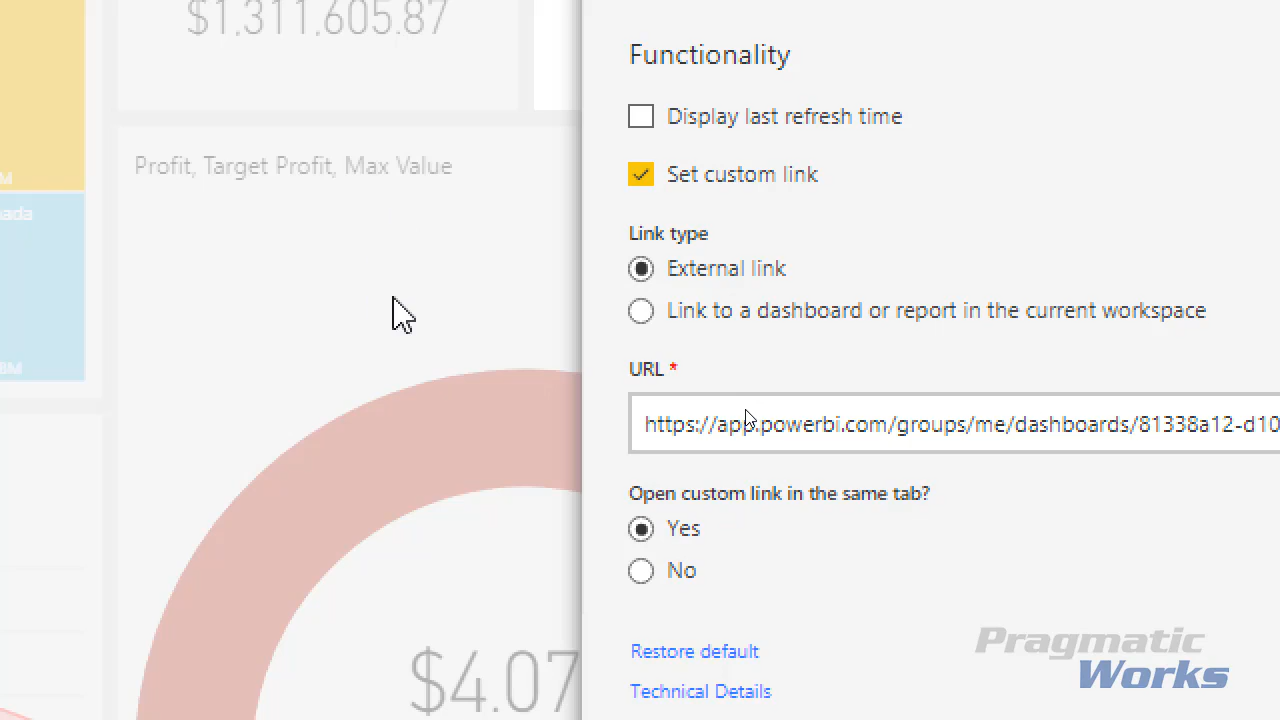 $1,311,605.87
Profit, Target Profit, Max Value
M
nada
BM
$4.07
Functionality
Display last refresh time
Set custom link
Link type
External link
Link to a dashboard or report in the current workspace
URL *
https://app.powerbi.com/groups/me/dashboards/81338a12-d10
Open custom link in the same tab?
Yes
No
Restore default
Technical Details
Pragmatic
Works